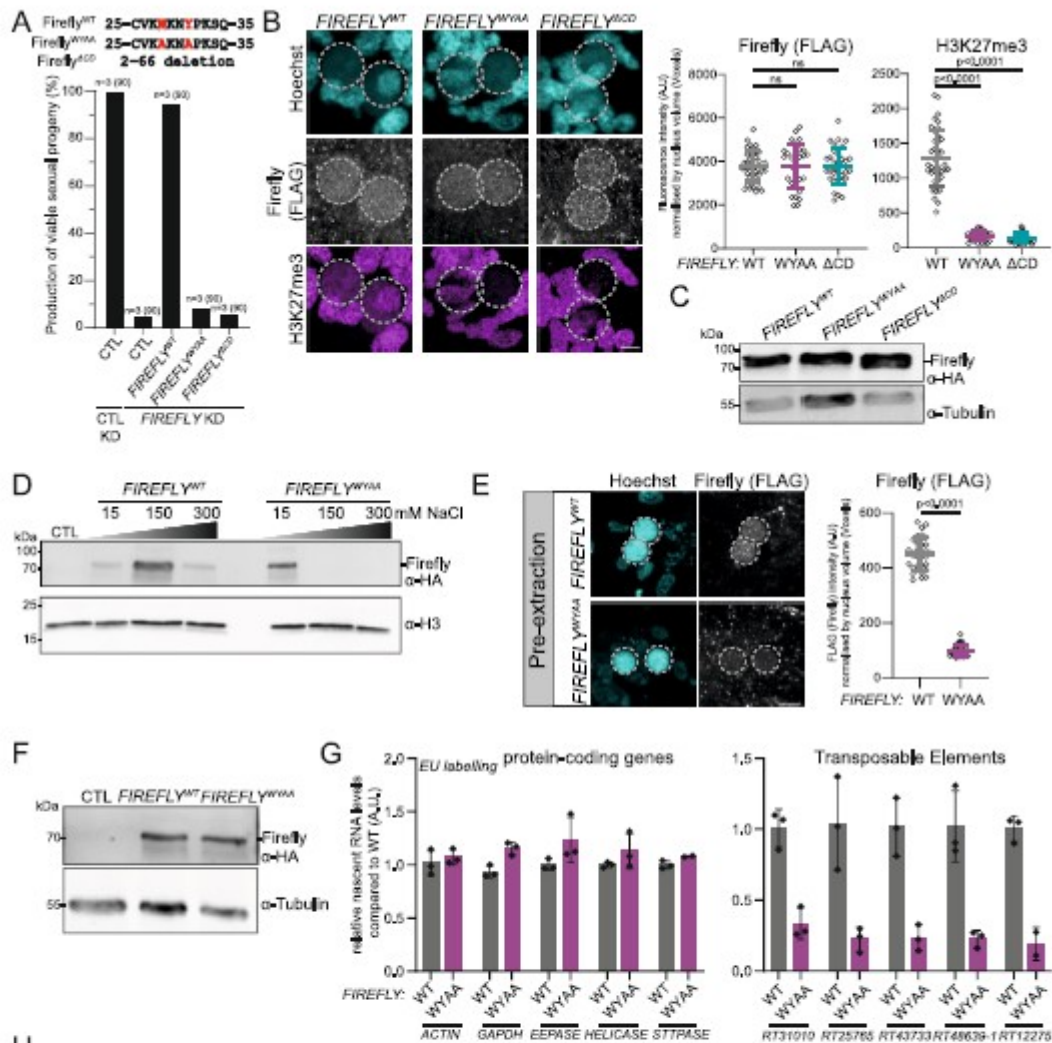 A
Firefly^WT 25-CVKWKNYPKSQ-35
Firefly^WYAA 25-CVKAKNAPKSQ-35
Firefly^ΔCD 2-66 deletion
Production of viable sexual progeny (%)
100
80
60
40
20
0
n=3 (90)
n=3 (90)
n=3 (90)
n=3 (90)
n=3 (90)
CTL
CTL
FIREFLY^WT
FIREFLY^WYAA
FIREFLY^ΔCD
CTL KD
FIREFLY KD
B
FIREFLY^WT FIREFLY^WYAA FIREFLY^ΔCD
Hoechst
Firefly (FLAG)
H3K27me3
Firefly (FLAG)
Fluorescence intensity (A.U)
normalised by nucleus volume (Voxels)
8000
6000
4000
2000
0
ns
ns
FIREFLY: WT WYAA ΔCD
H3K27me3
p<0,0001
p<0,0001
2500
2000
1500
1000
500
0
WT WYAA ΔCD
C
FIREFLY^WT FIREFLY^WYAA FIREFLY^ΔCD
kDa
100
70
55
Firefly
α-HA
α-Tubulin
D
FIREFLY^WT FIREFLY^WYAA
CTL 15 150 300 15 150 300 mM NaCl
kDa
100
70
Firefly
α-HA
25
15
α-H3
E
Hoechst Firefly (FLAG)
Pre-extraction
FIREFLY^WT
FIREFLY^WYAA
Firefly (FLAG)
p<0,0001
FLAG (Firefly) intensity (A.U)
normalised by nucleus volume (Voxels)
600
400
200
0
FIREFLY: WT WYAA
F
CTL FIREFLY^WT FIREFLY^WYAA
kDa
70
Firefly
α-HA
55
α-Tubulin
G
EU labelling protein-coding genes
relative nascent RNA levels
compared to WT (A.U.)
2.0
1.5
1.0
0.5
0.0
FIREFLY: WT WYAA WT WYAA WT WYAA WT WYAA WT WYAA
ACTIN GAPDH EEPASE HELICASE STTPASE
Transposable Elements
1.5
1.0
0.5
0.0
WT WYAA WT WYAA WT WYAA WT WYAA WT WYAA
RT31010 RT25765 RT43733 RT48639-1 RT12275